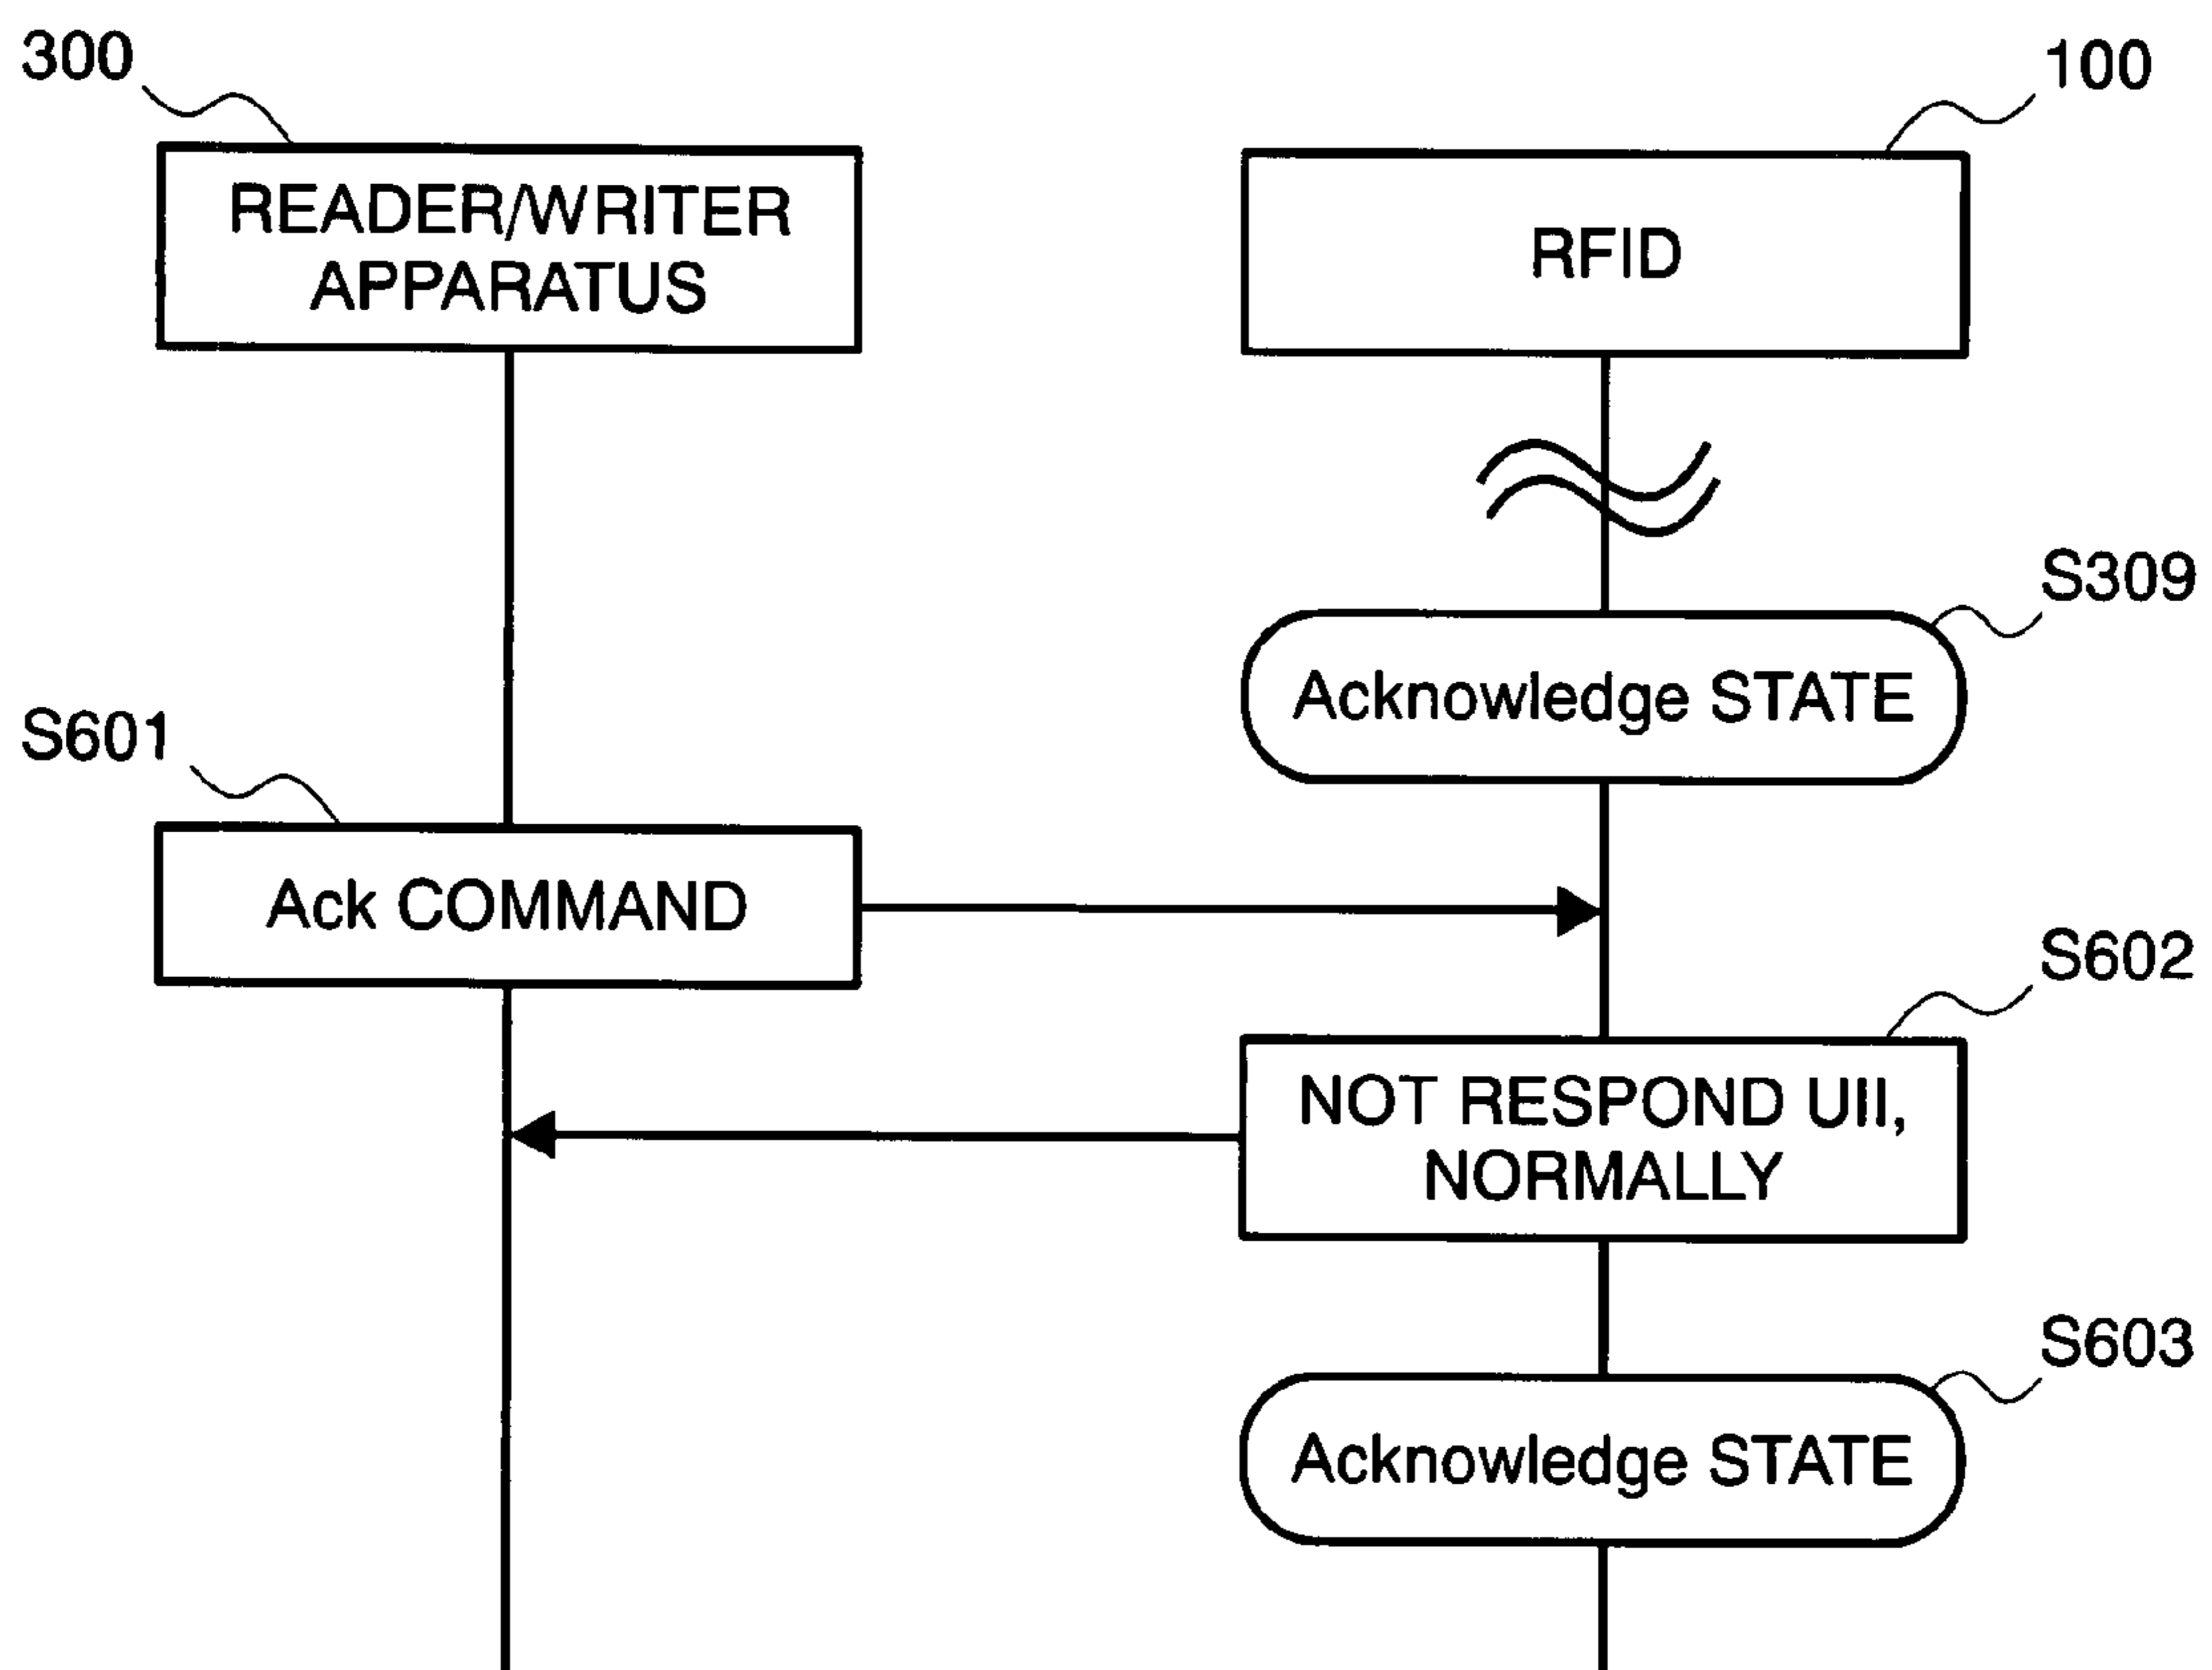 300
100
READER/WRITER
APPARATUS
RFID
S309
Acknowledge STATE
S601
Ack COMMAND
S602
NOT RESPOND UII,
NORMALLY
S603
Acknowledge STATE